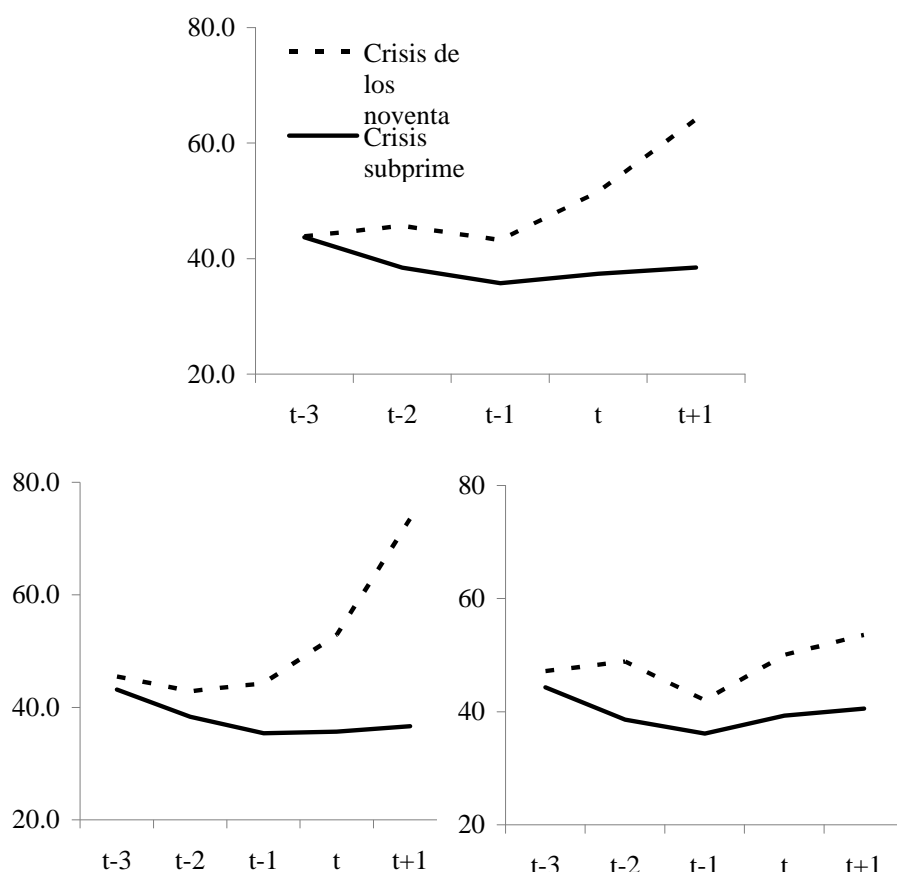 80.0
Crisis de
los
noventa
60.0
Crisis
subprime
40.0
20.0
t-3 t-2 t-1 t t+1
80.0
60.0
40.0
20.0
t-3 t-2 t-1 t t+1
80
60
40
20
t-3 t-2 t-1 t t+1